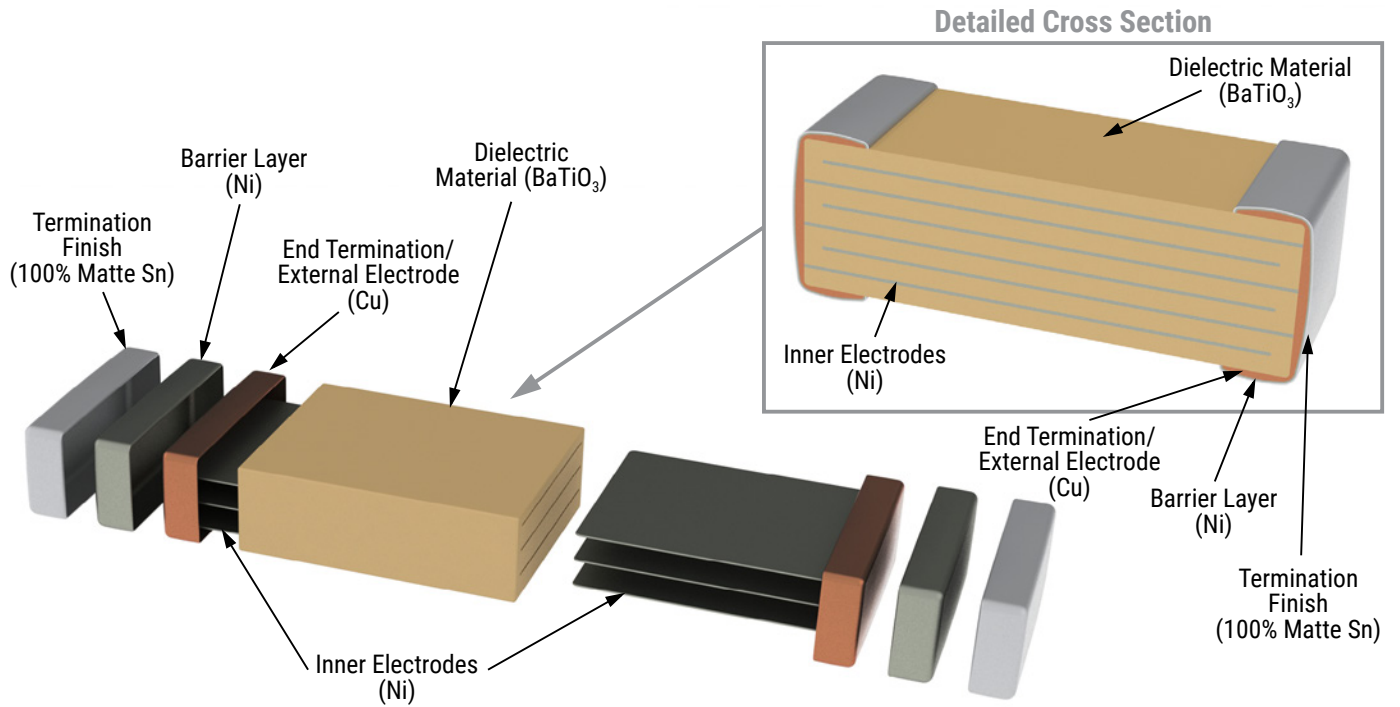 Detailed Cross Section
Dielectric Material
(BaTiO₃)
Inner Electrodes
(Ni)
End Termination/
External Electrode
(Cu)
Barrier Layer
(Ni)
Termination
Finish
(100% Matte Sn)
Termination
Finish
(100% Matte Sn)
Barrier Layer
(Ni)
End Termination/
External Electrode
(Cu)
Dielectric
Material (BaTiO₃)
Inner Electrodes
(Ni)